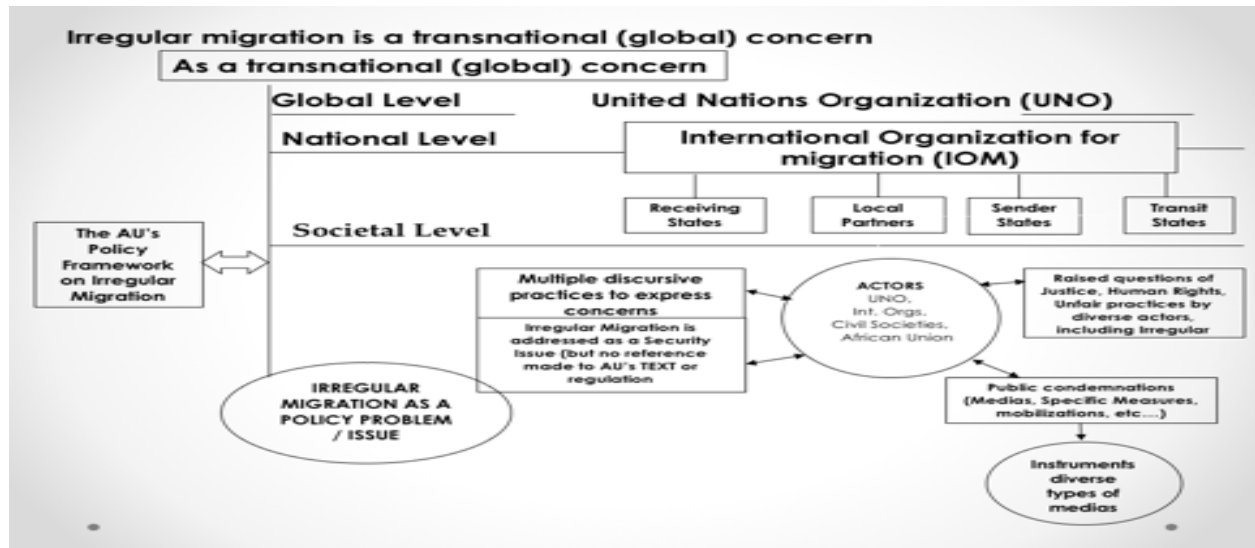 Irregular migration is a transnational (global) concern
As a transnational (global) concern
Global Level
United Nations Organization (UNO)
National Level
International Organization for
migration (IOM)
Receiving
States
Local
Partners
Sender
States
Transit
States
Societal Level
The AU's
Policy
Framework
on Irregular
Migration
Multiple discursive
practices to express
concerns
Irregular Migration is
addressed as a Security
Issue (but no reference
made to AU's TEXT or
regulation
ACTORS
UNO,
Int. Orgs,
Civil Societies,
African Union
Raised questions of
Justice, Human Rights,
Unfair practices by
diverse actors,
including Irregular
Public condemnations
(Medias, Specific Measures,
mobilizations, etc...)
IRREGULAR
MIGRATION AS A
POLICY PROBLEM
/ ISSUE
Instruments
diverse
types of
medias